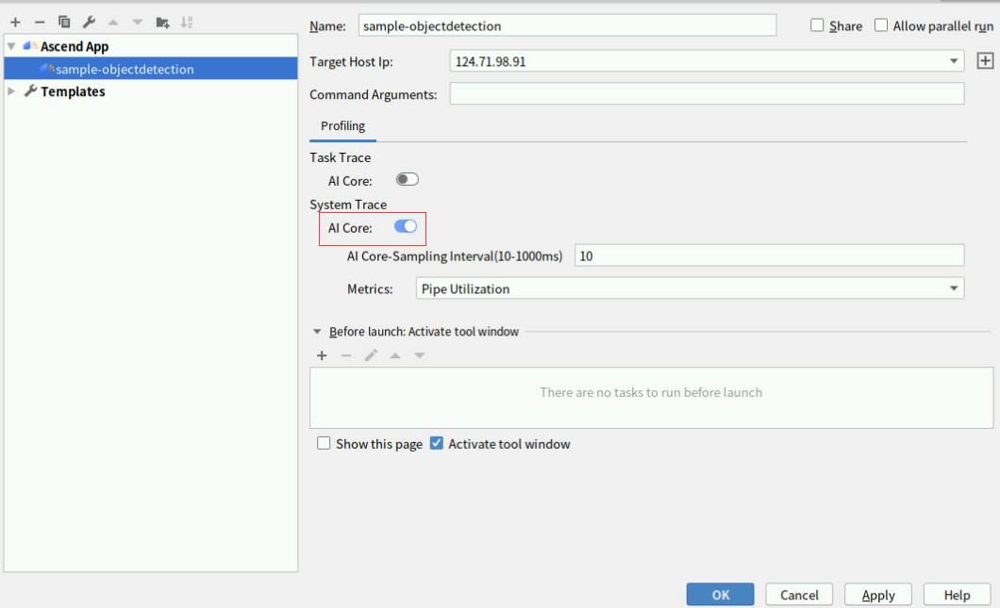 Name: sample-objectdetection Share Allow parallel run
Ascend App
sample-objectdetection
Templates
Target Host Ip: 124.71.98.91
Command Arguments:
Profiling
Task Trace
AI Core:
System Trace
AI Core:
AI Core-Sampling Interval(10-1000ms) 10
Metrics: Pipe Utilization
Before launch: Activate tool window
There are no tasks to run before launch
Show this page Activate tool window
OK Cancel Apply Help